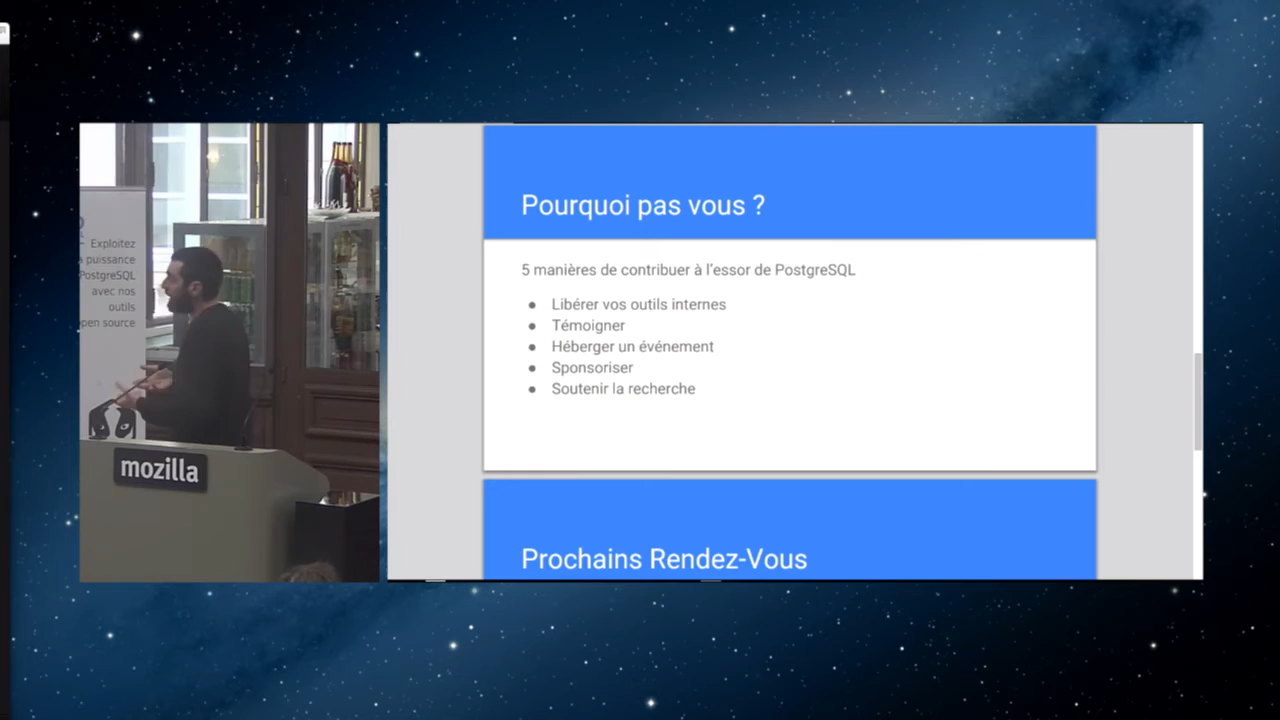 Exploitez
puissance
PostgreSQL
avec nos
outils
open source
mozilla
Pourquoi pas vous ?
5 manières de contribuer à l'essor de PostgreSQL
● Libérer vos outils internes
● Témoigner
● Héberger un événement
● Sponsoriser
● Soutenir la recherche
Prochains Rendez-Vous